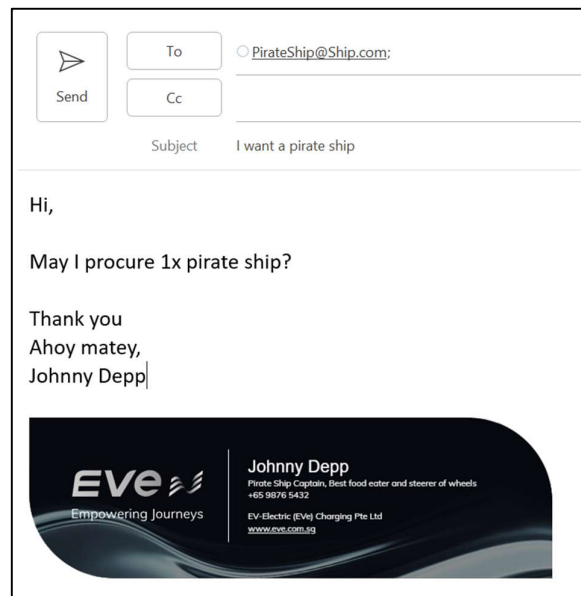 Send
To
PirateShip@Ship.com;
Cc
Subject
I want a pirate ship
Hi,
May I procure 1x pirate ship?
Thank you
Ahoy matey,
Johnny Depp
EVe
Empowering Journeys
Johnny Depp
Pirate Ship Captain, Best food eater and steerer of wheels
+65 9876 5432
EV-Electric (EVe) Charging Pte Ltd
www.eve.com.sg